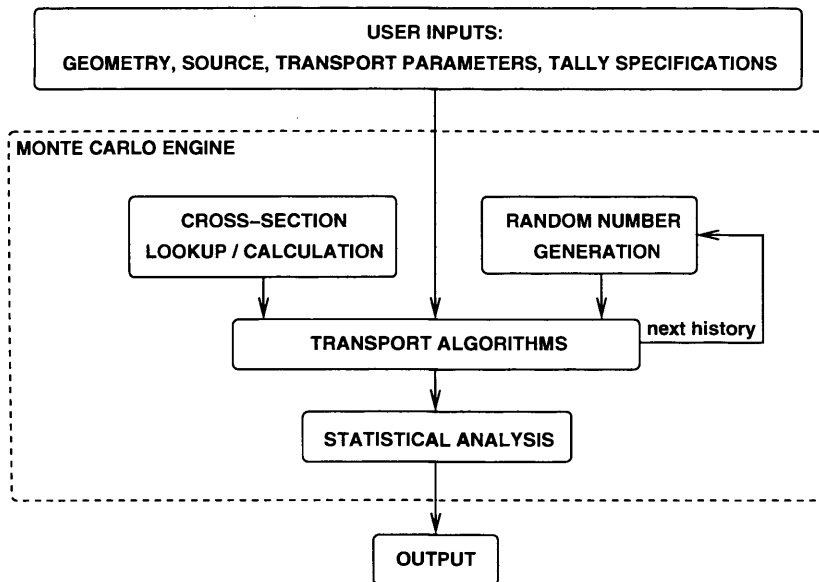 USER INPUTS:
GEOMETRY, SOURCE, TRANSPORT PARAMETERS, TALLY SPECIFICATIONS
MONTE CARLO ENGINE
CROSS-SECTION
LOOKUP / CALCULATION
RANDOM NUMBER
GENERATION
next history
TRANSPORT ALGORITHMS
STATISTICAL ANALYSIS
OUTPUT